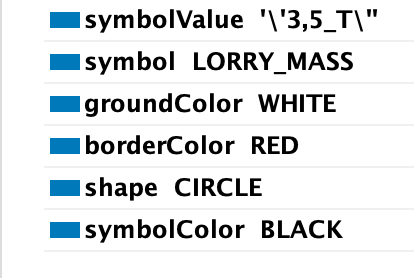 symbolValue '\'3,5_T\"
symbol LORRY_MASS
groundColor WHITE
borderColor RED
shape CIRCLE
symbolColor BLACK